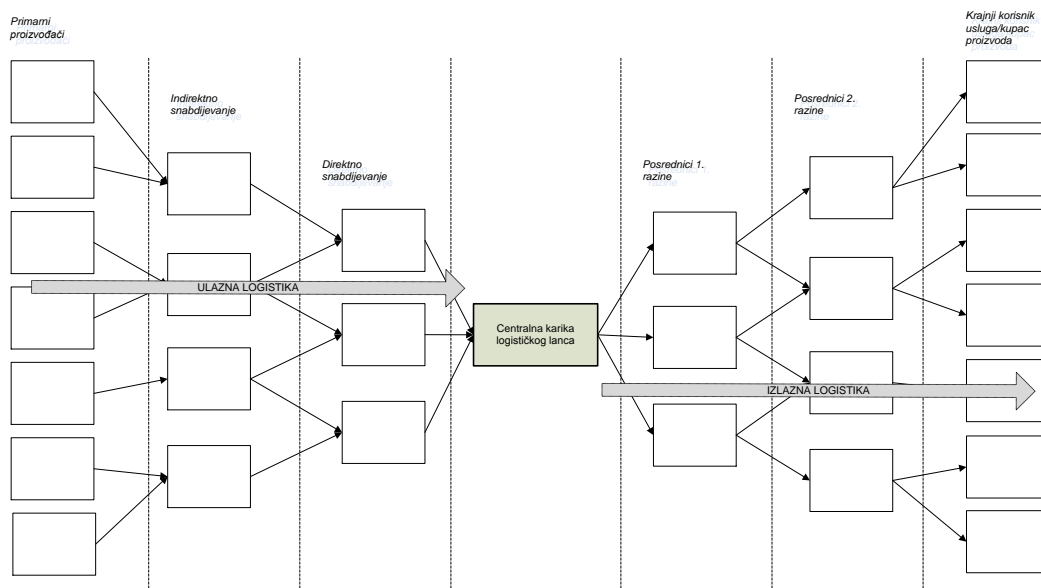 Primarni
proizvođači
Krajnji korisnik
usluga/kupac
proizvoda
Indirektno
snabdijevanje
Posrednici 2.
razine
Direktno
snabdijevanje
Posrednici 1.
razine
ULAZNA LOGISTIKA
Centralna karika
logističkog lanca
IZLAZNA LOGISTIKA